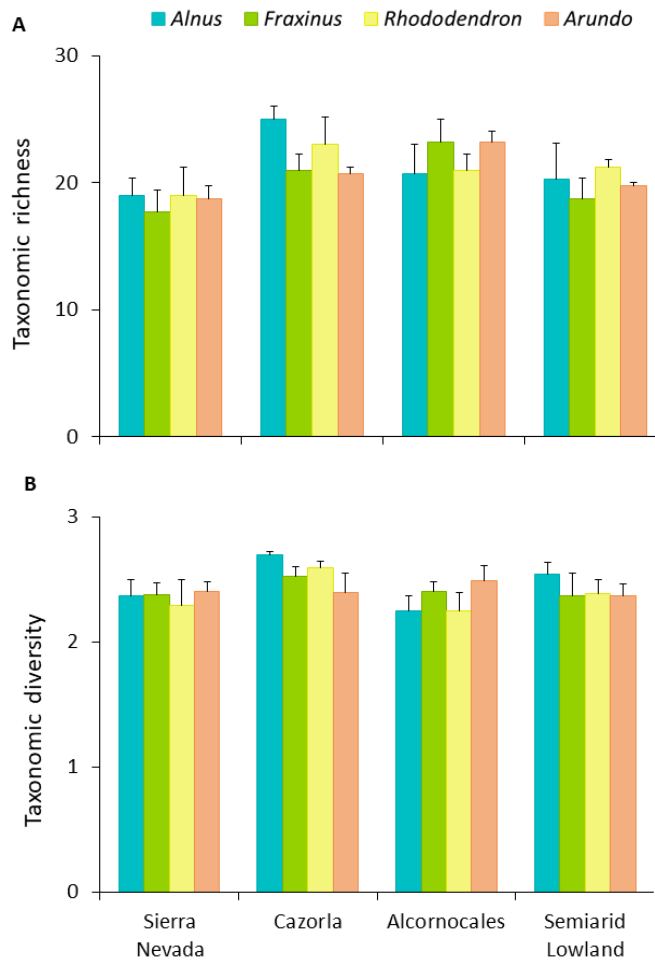 Alnus Fraxinus Rhododendron Arundo
A
30
20
10
0
Taxonomic richness
B
3
2
1
0
Taxonomic diversity
Sierra Cazorla Alcornocales Semiarid
Nevada Lowland